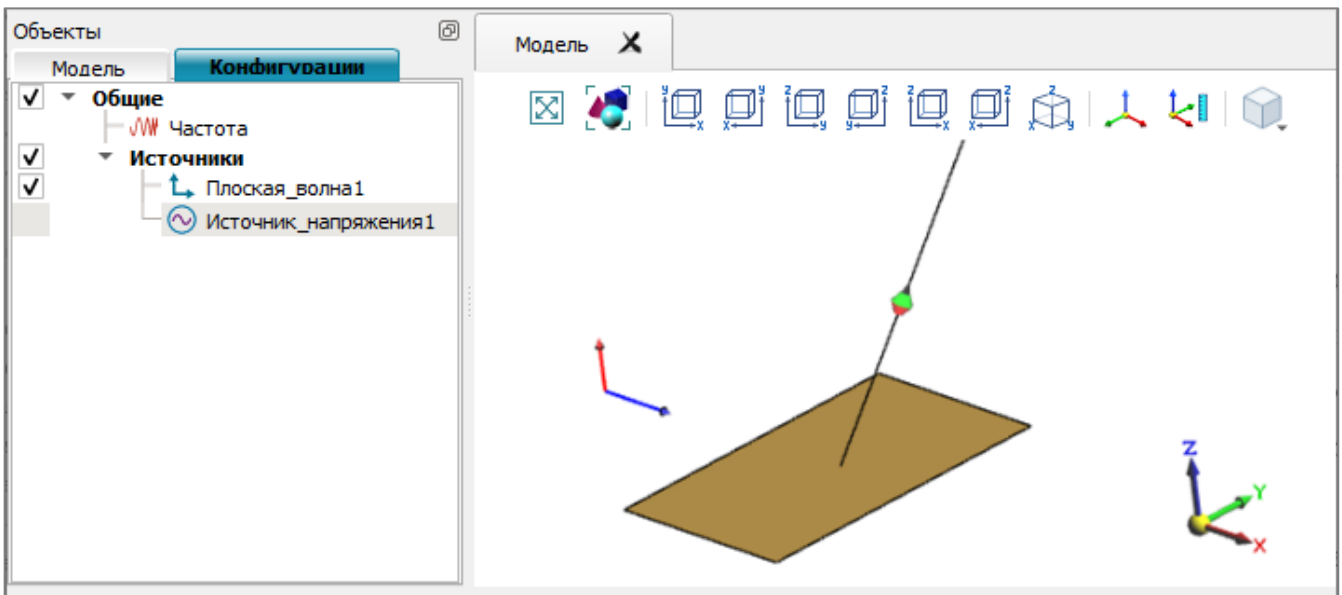 Объекты
Модель
Конфигурации
Общие
Частота
Источники
Плоская_волна1
Источник_напряжения1
Модель
y x
y x
z y
z y
z x
z x
z x y
Z
Y
X